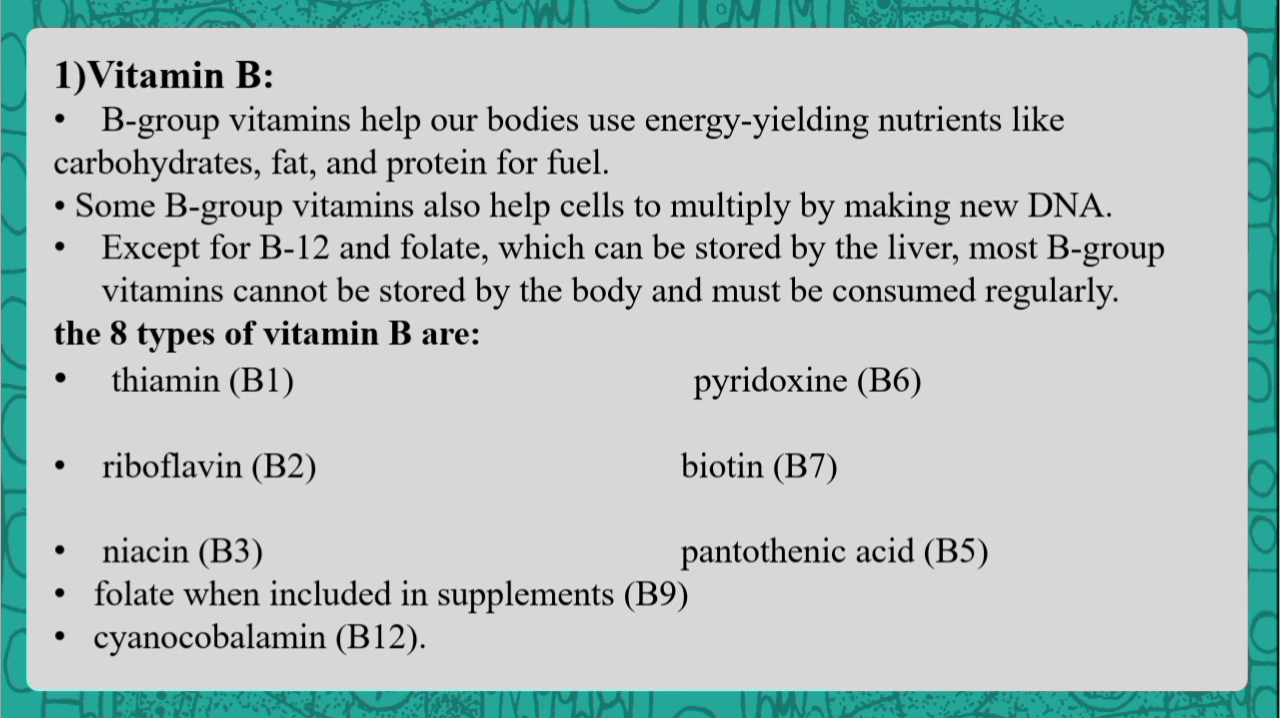 1)Vitamin B:
• B-group vitamins help our bodies use energy-yielding nutrients like
carbohydrates, fat, and protein for fuel.
• Some B-group vitamins also help cells to multiply by making new DNA.
• Except for B-12 and folate, which can be stored by the liver, most B-group
vitamins cannot be stored by the body and must be consumed regularly.
the 8 types of vitamin B are:
• thiamin (B1) pyridoxine (B6)
• riboflavin (B2) biotin (B7)
• niacin (B3) pantothenic acid (B5)
• folate when included in supplements (B9)
• cyanocobalamin (B12).